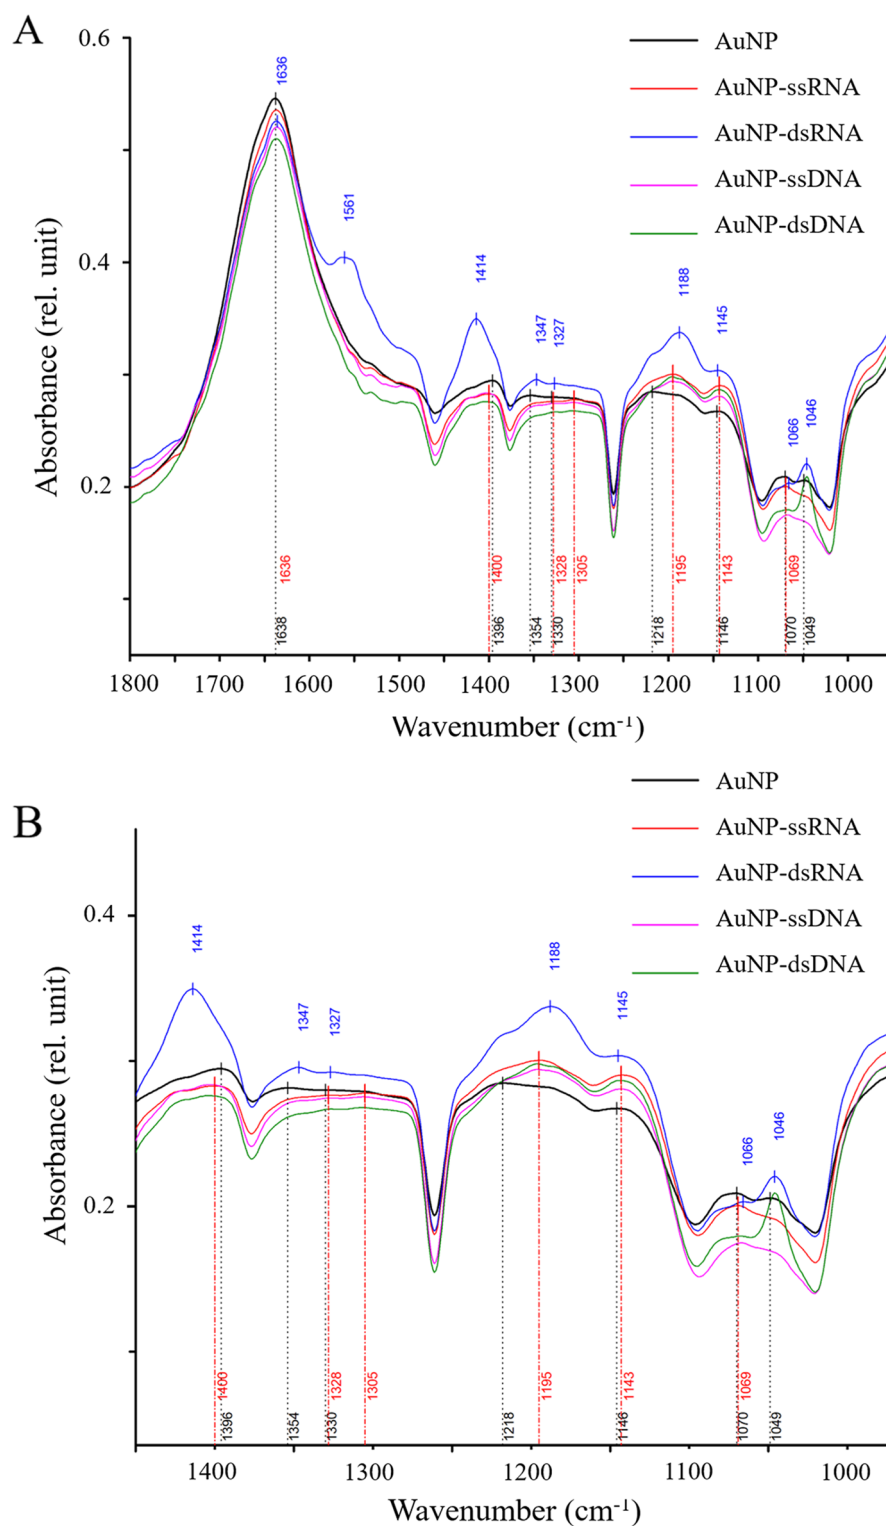 A
0.6
0.4
0.2
Absorbance (rel. unit)
AuNP
AuNP-ssRNA
AuNP-dsRNA
AuNP-ssDNA
AuNP-dsDNA
1636
1561
1414
1347
1327
1188
1145
1066
1046
1636
1400
1328
1305
1195
1143
1069
1638
1396
1354
1330
1218
1146
1070
1049
1800 1700 1600 1500 1400 1300 1200 1100 1000
Wavenumber (cm⁻¹)
B
0.4
0.2
Absorbance (rel. unit)
AuNP
AuNP-ssRNA
AuNP-dsRNA
AuNP-ssDNA
AuNP-dsDNA
1414
1347
1327
1188
1145
1066
1046
1400
1328
1305
1195
1143
1069
1396
1354
1330
1218
1146
1070
1049
1400 1300 1200 1100 1000
Wavenumber (cm⁻¹)